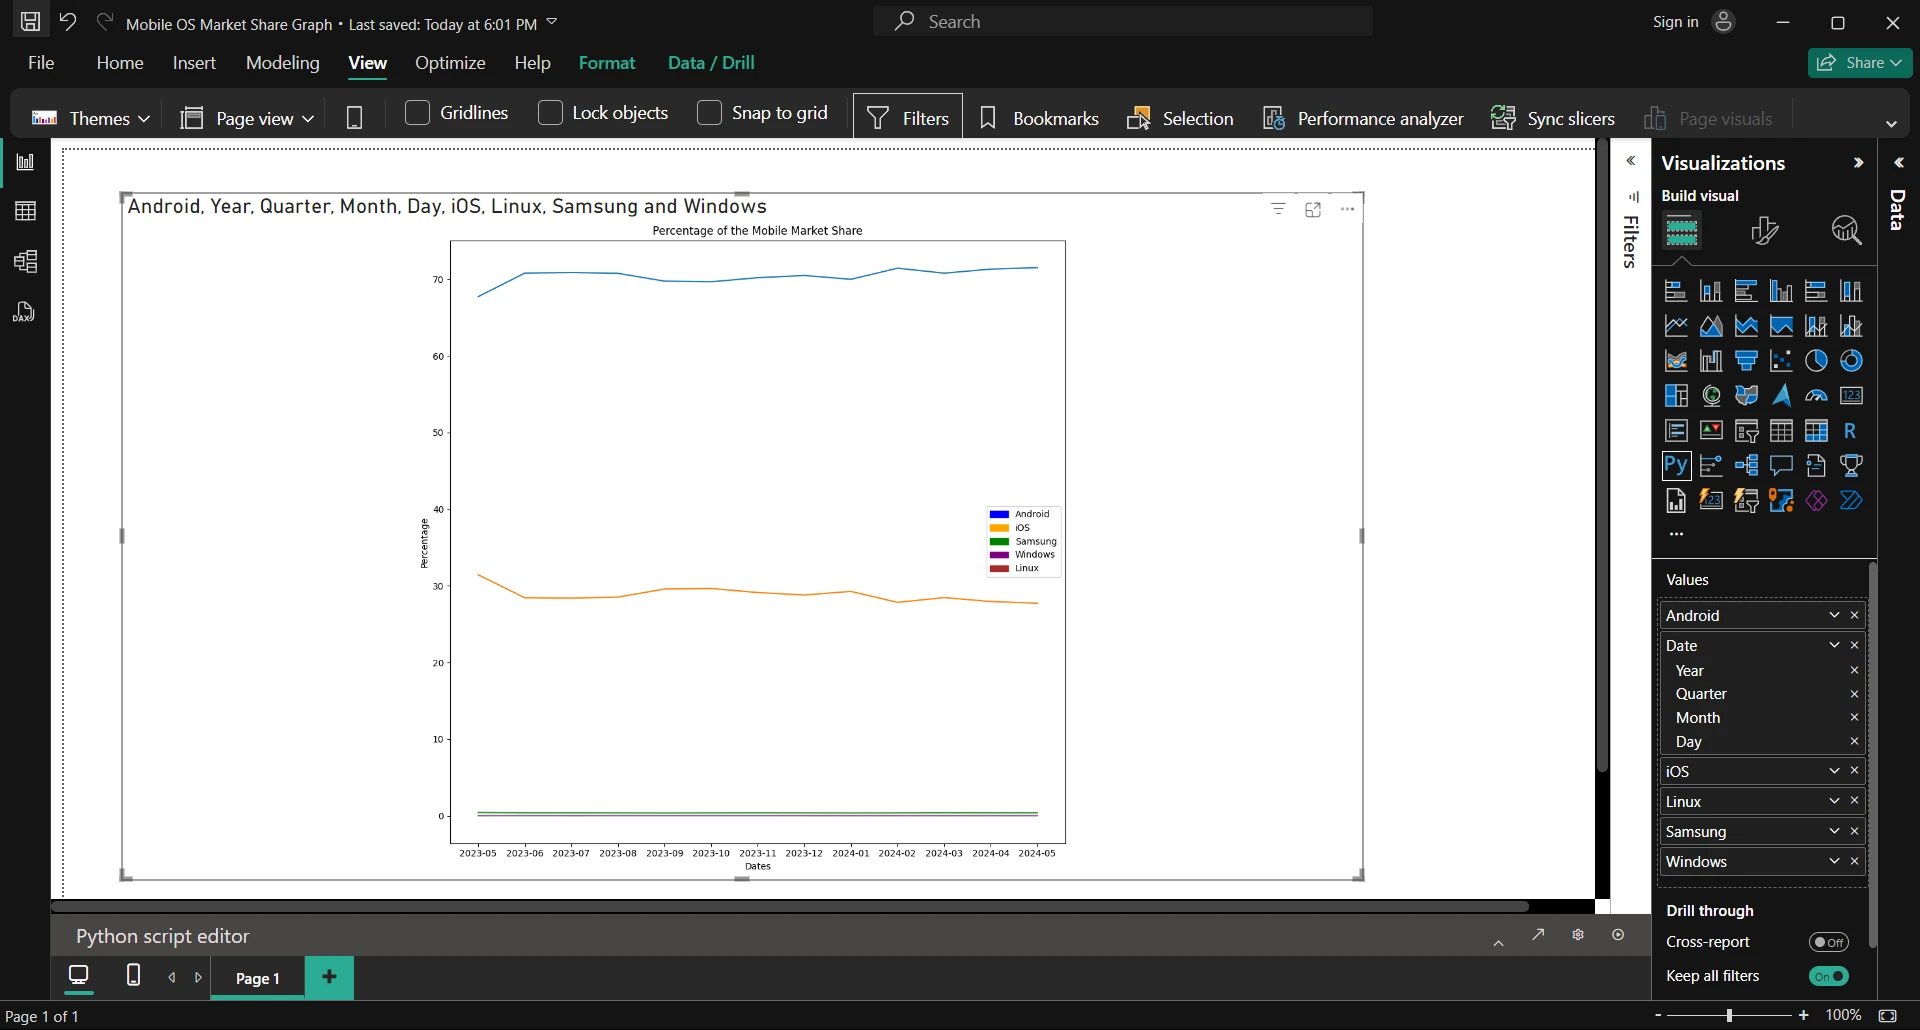 Mobile OS Market Share Graph • Last saved: Today at 6:01 PM
Search
Sign in
File Home Insert Modeling View Optimize Help Format Data / Drill
Share
Themes Page view Gridlines Lock objects Snap to grid Filters Bookmarks Selection Performance analyzer Sync slicers Page visuals
DAX
Android, Year, Quarter, Month, Day, iOS, Linux, Samsung and Windows
Percentage of the Mobile Market Share
70
60
50
40
30
20
10
0
Percentage
Android
iOS
Samsung
Windows
Linux
2023-05 2023-06 2023-07 2023-08 2023-09 2023-10 2023-11 2023-12 2024-01 2024-02 2024-03 2024-04 2024-05
Dates
Filters
Visualizations
Data
Build visual
123
R
Py
123
Values
Android
Date
Year
Quarter
Month
Day
iOS
Linux
Samsung
Windows
Drill through
Cross-report Off
Keep all filters On
Python script editor
Page 1
Page 1 of 1
100%